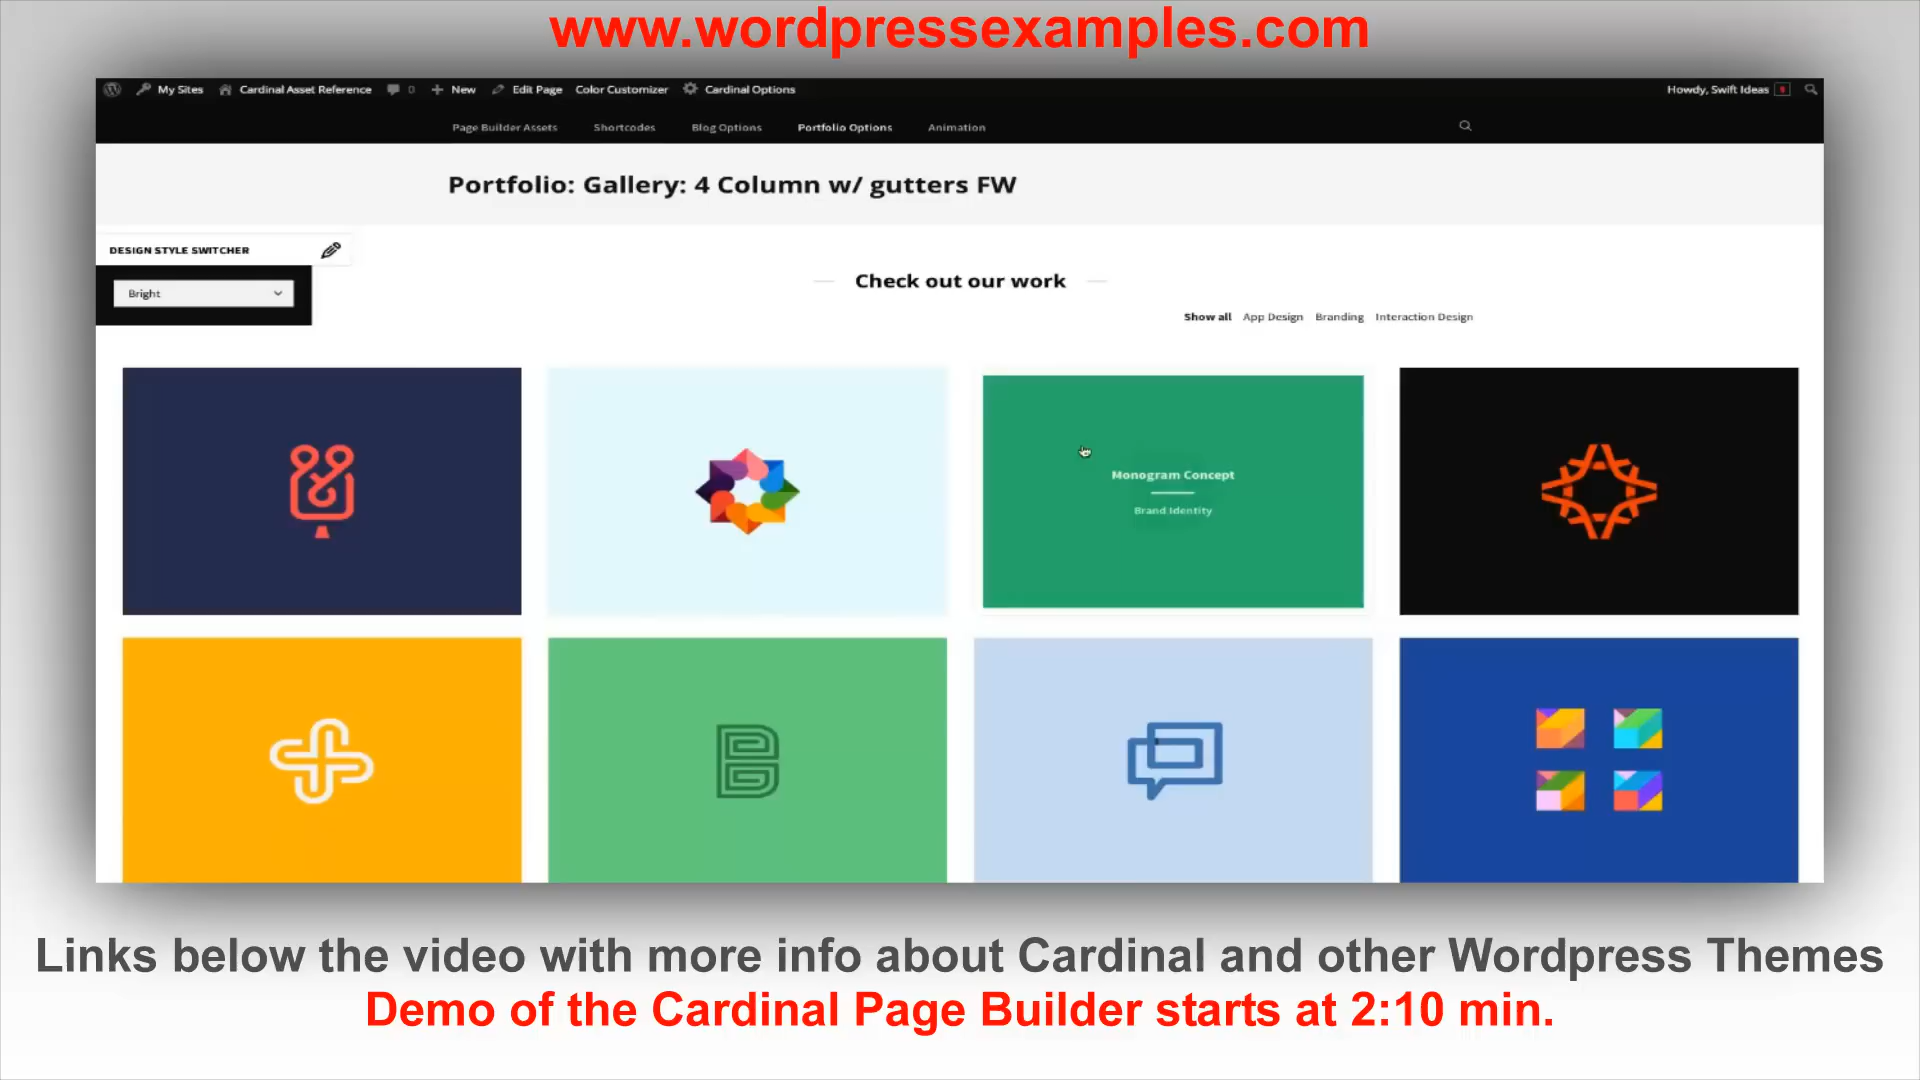 www.wordpressexamples.com
My Sites Cardinal Asset Reference 0 New Edit Page Color Customizer Cardinal Options Howdy, Swift Ideas
Page Builder Assets Shortcodes Blog Options Portfolio Options Animation
Portfolio: Gallery: 4 Column w/ gutters FW
DESIGN STYLE SWITCHER
Bright
Check out our work
Show all App Design Branding Interaction Design
Monogram Concept
Brand Identity
Links below the video with more info about Cardinal and other Wordpress Themes
Demo of the Cardinal Page Builder starts at 2:10 min.